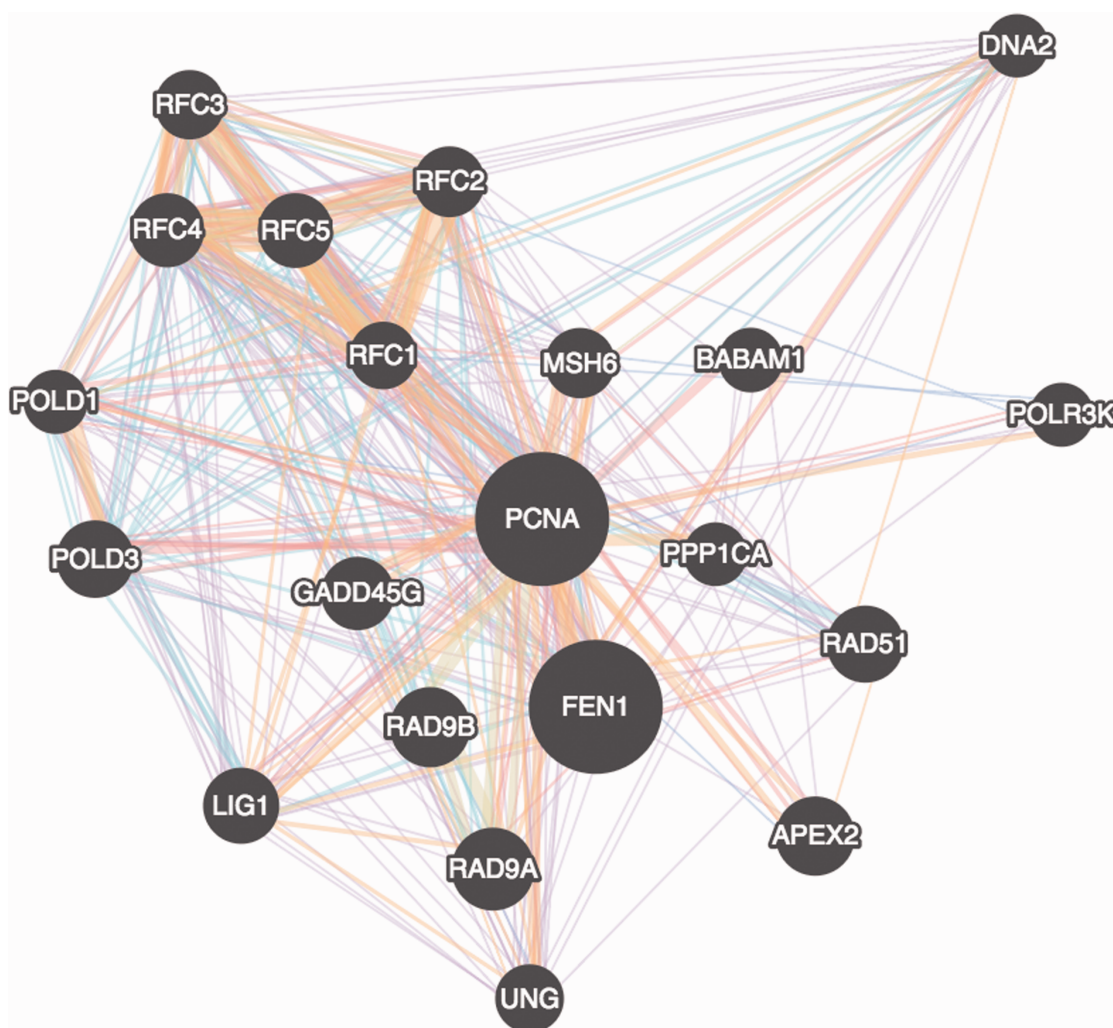 DNA2
RFC3
RFC2
RFC4
RFC5
RFC1
MSH6
BABAM1
POLD1
POLR3K
PCNA
POLD3
PPP1CA
GADD45G
RAD51
FEN1
RAD9B
LIG1
APEX2
RAD9A
UNG